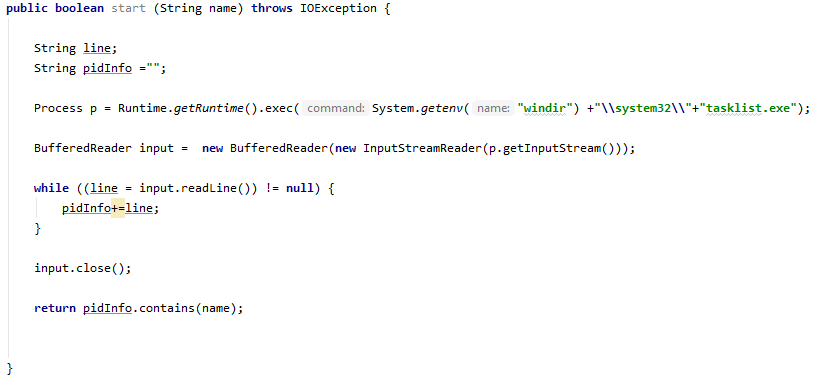 public boolean start (String name) throws IOException {
String line;
String pidInfo ="";
Process p = Runtime.getRuntime().exec( command: System.getenv( name: "windir") +"\\system32\\"+"tasklist.exe");
BufferedReader input =  new BufferedReader(new InputStreamReader(p.getInputStream()));
while ((line = input.readLine()) != null) {
pidInfo+=line;
}
input.close();
return pidInfo.contains(name);
}